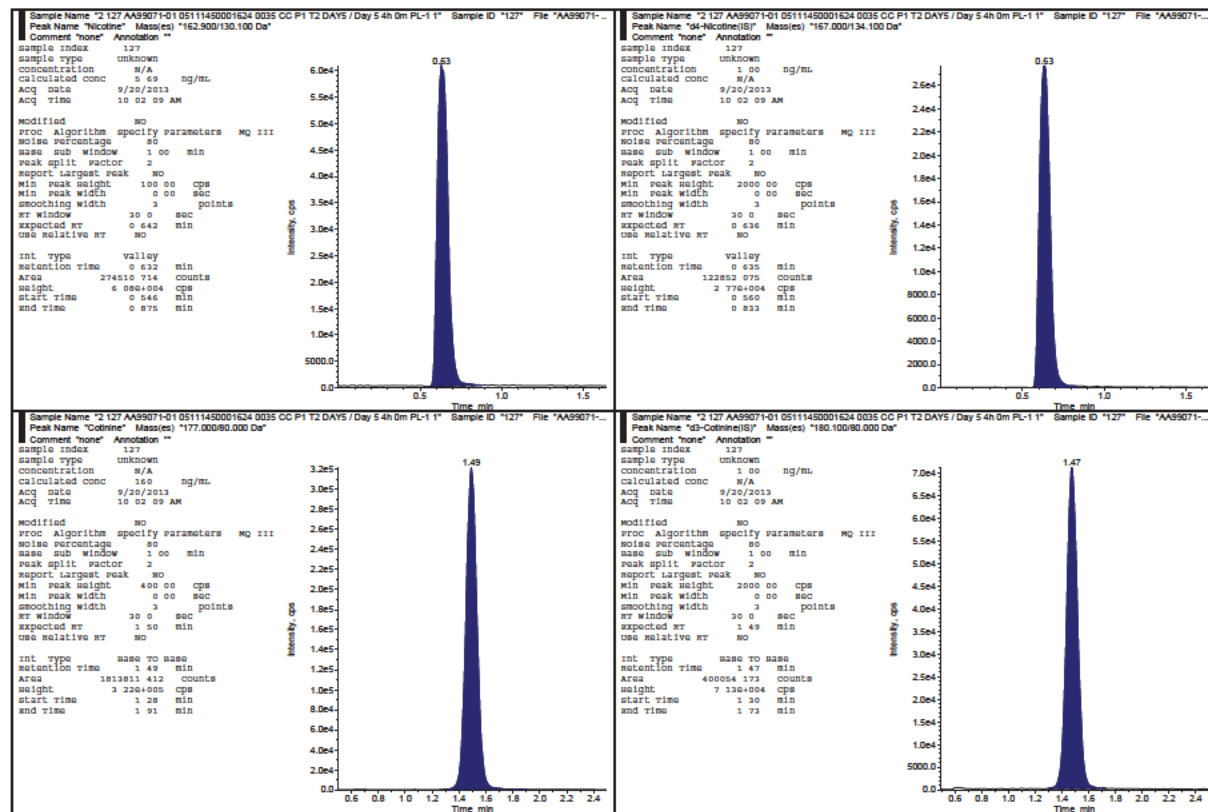 Sample Name "2 127 AA99071-01 05111450001624 0035 CC P1 T2 DAY5 / Day 5 4h 0m PL-1 1" Sample ID "127" File "AA99071-...
Peak Name "Nicotine" Mass(es) "162.900/130.100 Da"
Comment "none" Annotation ""
Sample Index 127
Sample Type Unknown
Concentration N/A
Calculated Conc 5 69 ng/mL
Acq Date 9/20/2013
Acq Time 10 02 09 AM
Modified NO
Proc Algorithm Specify Parameters MQ III
Noise Percentage 80
Base Sub Window 1 00 min
Peak Split Factor 2
Report Largest Peak NO
Min Peak Height 100 00 cps
Min Peak Width 0 00 sec
Smoothing Width 3 points
RT Window 30 0 sec
Expected RT 0 642 min
Use Relative RT NO
Int Type Valley
Retention Time 0 632 min
Area 274510 714 counts
Height 6 08e+004 cps
Start Time 0 546 min
End Time 0 875 min
0.63
6.0e4
5.5e4
5.0e4
4.5e4
4.0e4
3.5e4
3.0e4
2.5e4
2.0e4
1.5e4
1.0e4
5000.0
0.0
Intensity, cps
0.5 1.0 1.5
Time min
Sample Name "2 127 AA99071-01 05111450001624 0035 CC P1 T2 DAY5 / Day 5 4h 0m PL-1 1" Sample ID "127" File "AA99071-...
Peak Name "d4-Nicotine(IS)" Mass(es) "167.000/134.100 Da"
Comment "none" Annotation ""
Sample Index 127
Sample Type Unknown
Concentration 1 00 ng/mL
Calculated Conc N/A
Acq Date 9/20/2013
Acq Time 10 02 09 AM
Modified NO
Proc Algorithm Specify Parameters MQ III
Noise Percentage 80
Base Sub Window 1 00 min
Peak Split Factor 2
Report Largest Peak NO
Min Peak Height 2000 00 cps
Min Peak Width 0 00 sec
Smoothing Width 3 points
RT Window 30 0 sec
Expected RT 0 636 min
Use Relative RT NO
Int Type Valley
Retention Time 0 635 min
Area 122852 075 counts
Height 2 77e+004 cps
Start Time 0 560 min
End Time 0 833 min
0.63
2.6e4
2.4e4
2.2e4
2.0e4
1.8e4
1.6e4
1.4e4
1.2e4
1.0e4
8000.0
6000.0
4000.0
2000.0
0.0
Intensity, cps
0.5 1.0 1.5
Time min
Sample Name "2 127 AA99071-01 05111450001624 0035 CC P1 T2 DAY5 / Day 5 4h 0m PL-1 1" Sample ID "127" File "AA99071-...
Peak Name "Cotinine" Mass(es) "177.000/80.000 Da"
Comment "none" Annotation ""
Sample Index 127
Sample Type Unknown
Concentration N/A
Calculated Conc 160 ng/mL
Acq Date 9/20/2013
Acq Time 10 02 09 AM
Modified NO
Proc Algorithm Specify Parameters MQ III
Noise Percentage 80
Base Sub Window 1 00 min
Peak Split Factor 2
Report Largest Peak NO
Min Peak Height 400 00 cps
Min Peak Width 0 00 sec
Smoothing Width 3 points
RT Window 30 0 sec
Expected RT 1 50 min
Use Relative RT NO
Int Type Base To Base
Retention Time 1 49 min
Area 1813811 412 counts
Height 3 22e+005 cps
Start Time 1 28 min
End Time 1 91 min
1.49
3.2e5
3.0e5
2.8e5
2.6e5
2.4e5
2.2e5
2.0e5
1.8e5
1.6e5
1.4e5
1.2e5
1.0e5
8.0e4
6.0e4
4.0e4
2.0e4
0.0
Intensity, cps
0.6 0.8 1.0 1.2 1.4 1.6 1.8 2.0 2.2 2.4
Time min
Sample Name "2 127 AA99071-01 05111450001624 0035 CC P1 T2 DAY5 / Day 5 4h 0m PL-1 1" Sample ID "127" File "AA99071-...
Peak Name "d3-Cotinine(IS)" Mass(es) "180.100/80.000 Da"
Comment "none" Annotation ""
Sample Index 127
Sample Type Unknown
Concentration 1 00 ng/mL
Calculated Conc N/A
Acq Date 9/20/2013
Acq Time 10 02 09 AM
Modified NO
Proc Algorithm Specify Parameters MQ III
Noise Percentage 80
Base Sub Window 1 00 min
Peak Split Factor 2
Report Largest Peak NO
Min Peak Height 2000 00 cps
Min Peak Width 0 00 sec
Smoothing Width 3 points
RT Window 30 0 sec
Expected RT 1 49 min
Use Relative RT NO
Int Type Base To Base
Retention Time 1 47 min
Area 400054 173 counts
Height 7 13e+004 cps
Start Time 1 30 min
End Time 1 73 min
1.47
7.0e4
6.5e4
6.0e4
5.5e4
5.0e4
4.5e4
4.0e4
3.5e4
3.0e4
2.5e4
2.0e4
1.5e4
1.0e4
5000.0
0.0
Intensity, cps
0.6 0.8 1.0 1.2 1.4 1.6 1.8 2.0 2.2 2.4
Time min